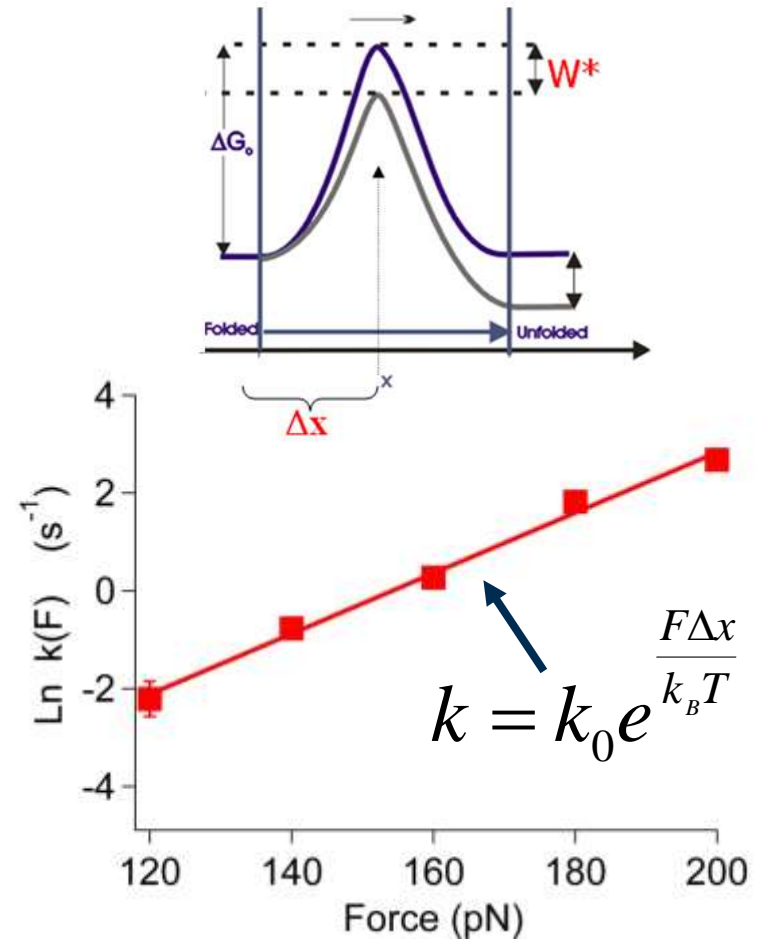 W*
ΔG₀
Folded
Unfolded
x
Δx
4
2
0
-2
-4
Ln k(F) (s⁻¹)
k = k₀e^(FΔx/k_BT)
120 140 160 180 200
Force (pN)